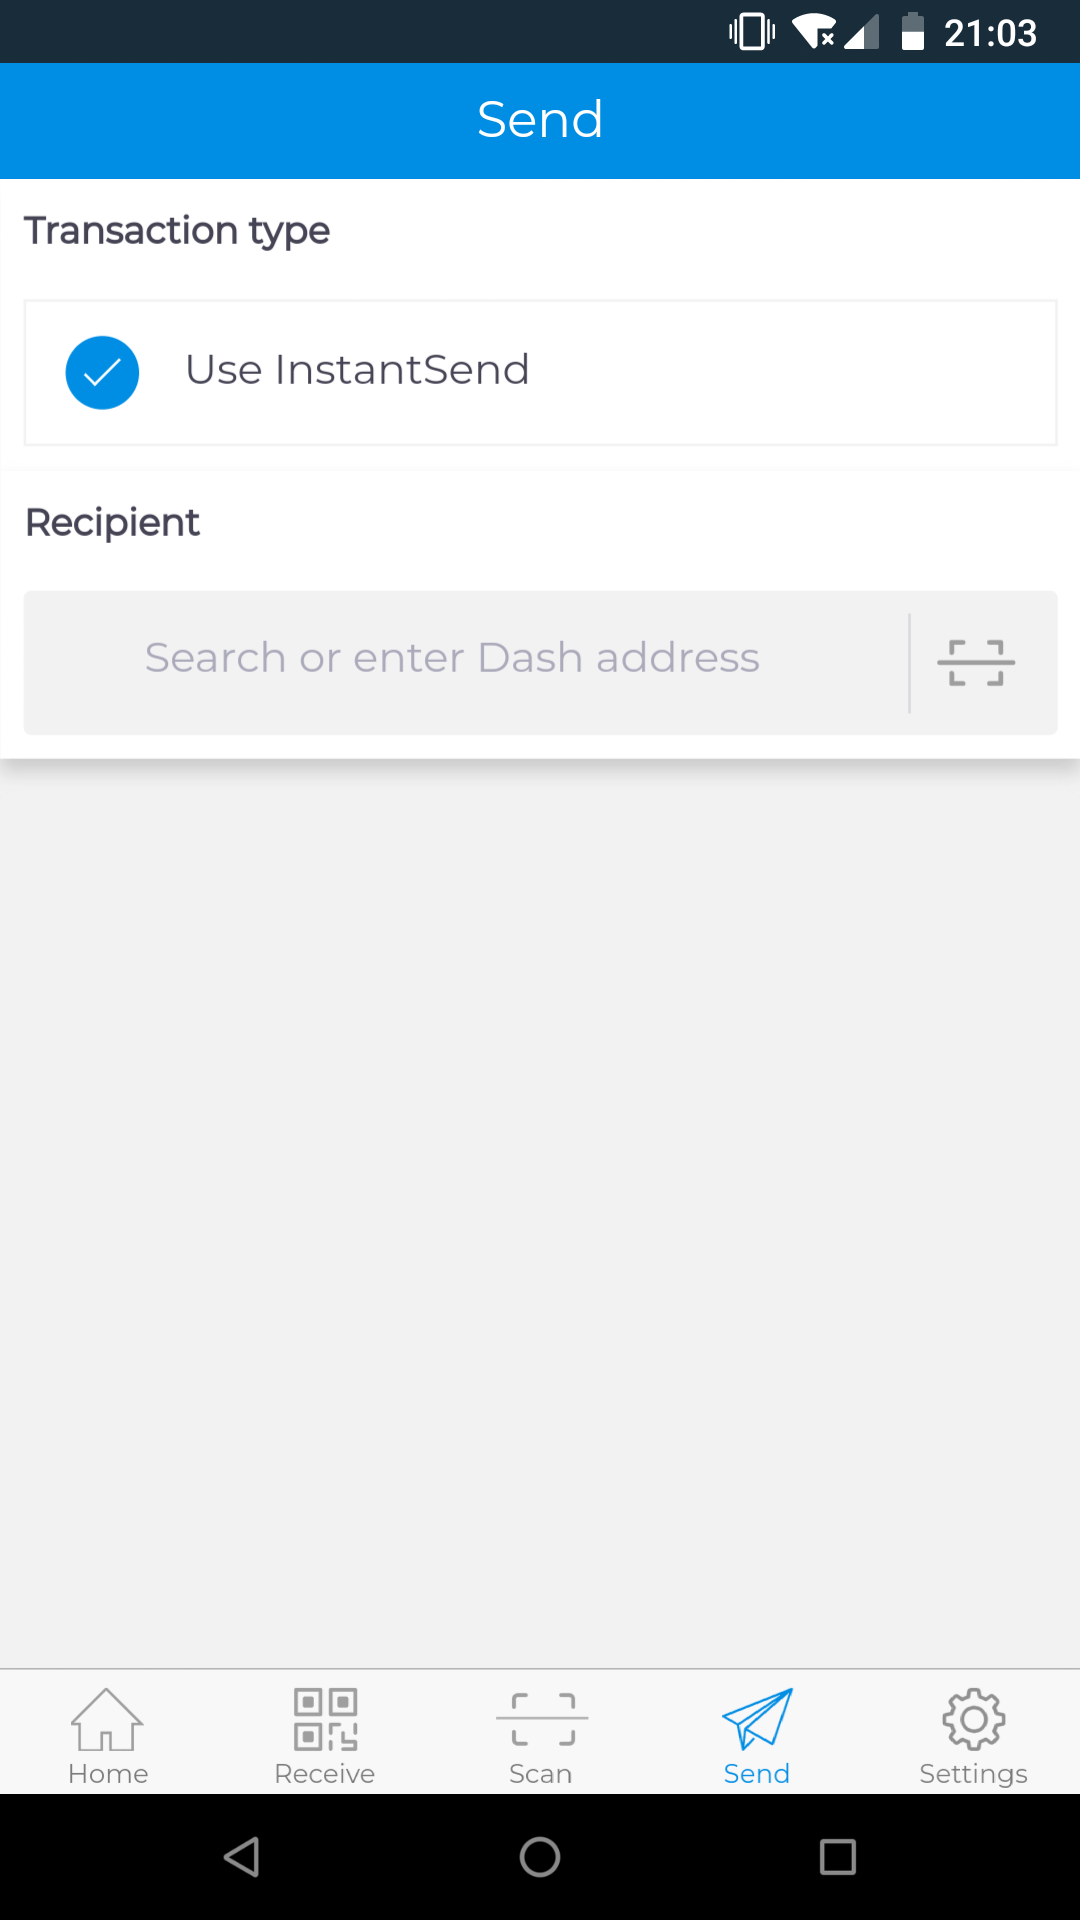 21:03
Send
Transaction type
Use InstantSend
Recipient
Search or enter Dash address
Home Receive Scan Send Settings